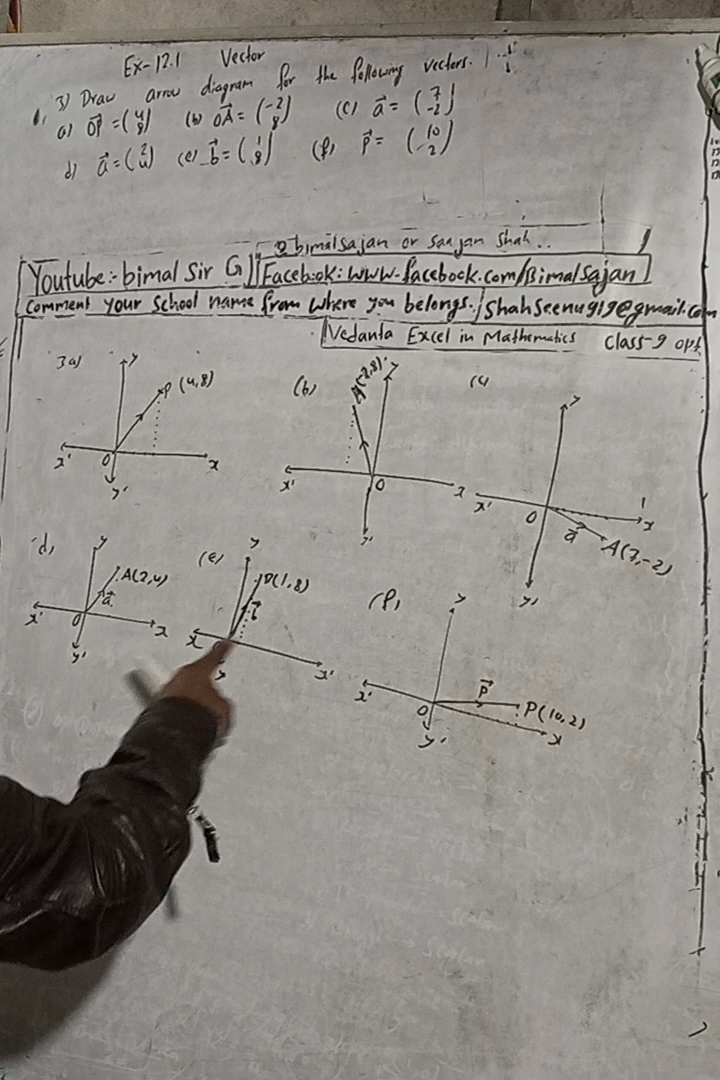 Ex-12.1 Vector
3) Draw arrow diagram for the following vectors.
a) OP→ = (4 8) (b) OA→ = (-2 8) (c) a→ = (7 -2)
d) a→ = (2 4) (e) b→ = (1 8) (f) p→ = (10 2)
@bimalsajan or Saajan Shah..
Youtube:- bimal Sir G Facebook: www.facebook.com/Bimalsajan
Comment your School name from where you belongs. / Shahseenu919@gmail.com
Vedanta Excel in Mathematics Class-9 opt
3a) y P (4,8) x' O x y'
(b) A(-2,8) y x' O x y'
(c) y x' O x a→ A(7,-2) y'
d) y A(2,4) a→ x' O x y'
(e) y B(1,8) b→ x x' y
(f) y x' O p→ P(10,2) x y'